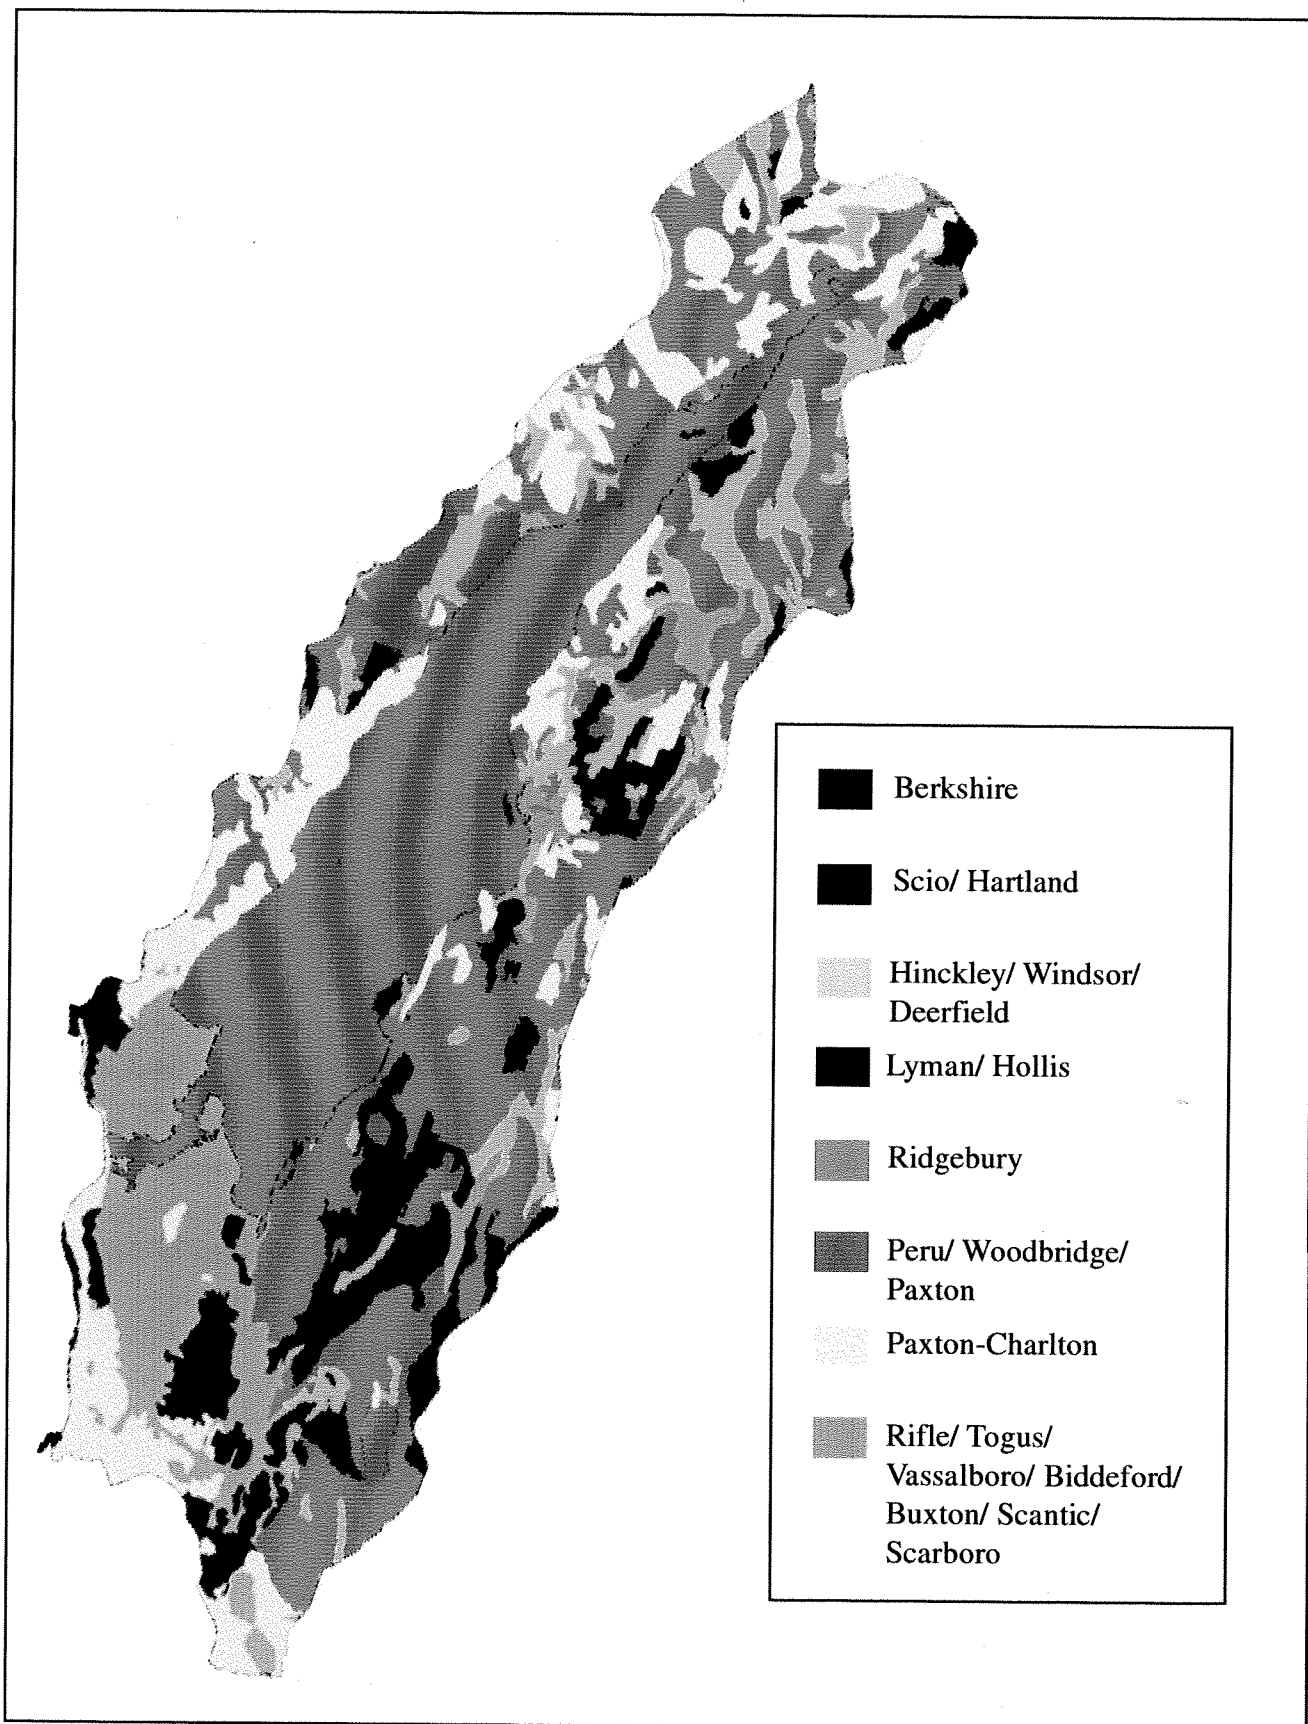 Berkshire
Scio/ Hartland
Hinckley/ Windsor/
Deerfield
Lyman/ Hollis
Ridgebury
Peru/ Woodbridge/
Paxton
Paxton-Charlton
Rifle/ Togus/
Vassalboro/ Biddeford/
Buxton/ Scantic/
Scarboro